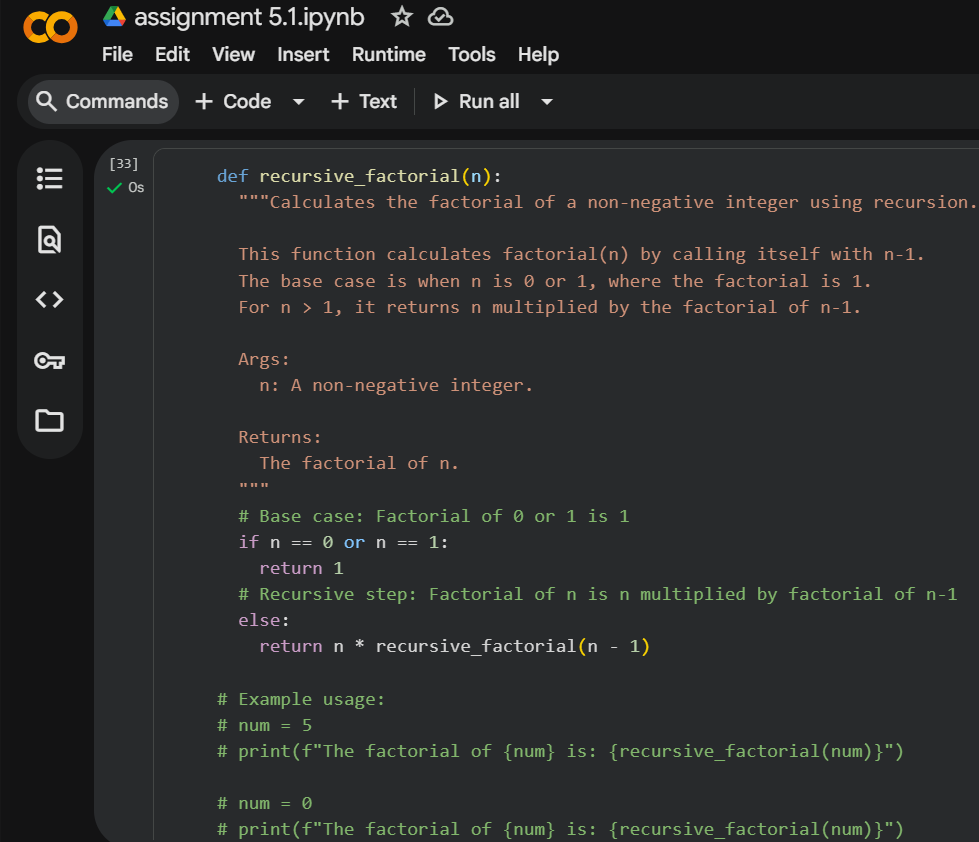 assignment 5.1.ipynb
File Edit View Insert Runtime Tools Help
Commands + Code + Text Run all
[33]
0s
def recursive_factorial(n):
"""Calculates the factorial of a non-negative integer using recursion.

This function calculates factorial(n) by calling itself with n-1.
The base case is when n is 0 or 1, where the factorial is 1.
For n > 1, it returns n multiplied by the factorial of n-1.

Args:
n: A non-negative integer.

Returns:
The factorial of n.
"""
# Base case: Factorial of 0 or 1 is 1
if n == 0 or n == 1:
return 1
# Recursive step: Factorial of n is n multiplied by factorial of n-1
else:
return n * recursive_factorial(n - 1)

# Example usage:
# num = 5
# print(f"The factorial of {num} is: {recursive_factorial(num)}")

# num = 0
# print(f"The factorial of {num} is: {recursive_factorial(num)}")